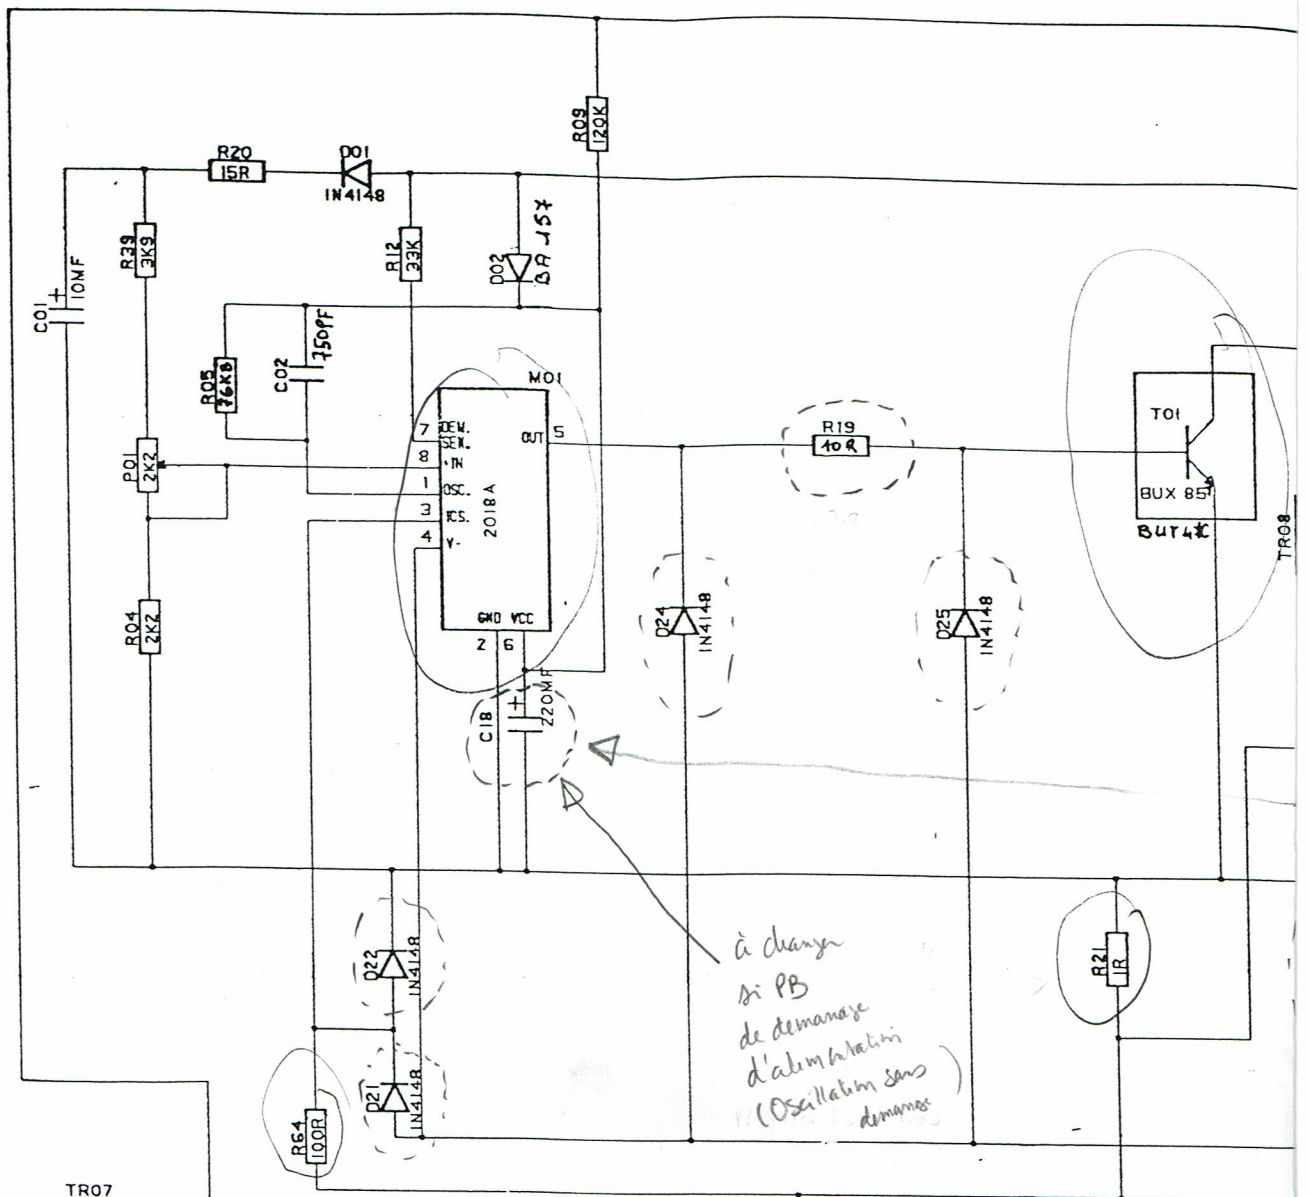 R09
120K
R20
15R
D01
1N4148
R39
3K9
R12
33K
D02
BA 157
+
10MF
C01
R05
76K8
C02
750PF
M01
P01
2K2
7
DEM.
SEN.
8
+IN
1
OSC.
3
ICS.
4
V-
2018A
OUT
5
GND
VCC
2
6
R19
10R
T01
BUX 85
TR08
R04
2K2
D24
1N4148
D25
1N4148
C18
+
220MF
D22
1N4148
R21
1R
à changer
si PB
de demarrage
d'alimentation
(Oscillation sans
demarrage)
D21
1N4148
R64
100R
TR07